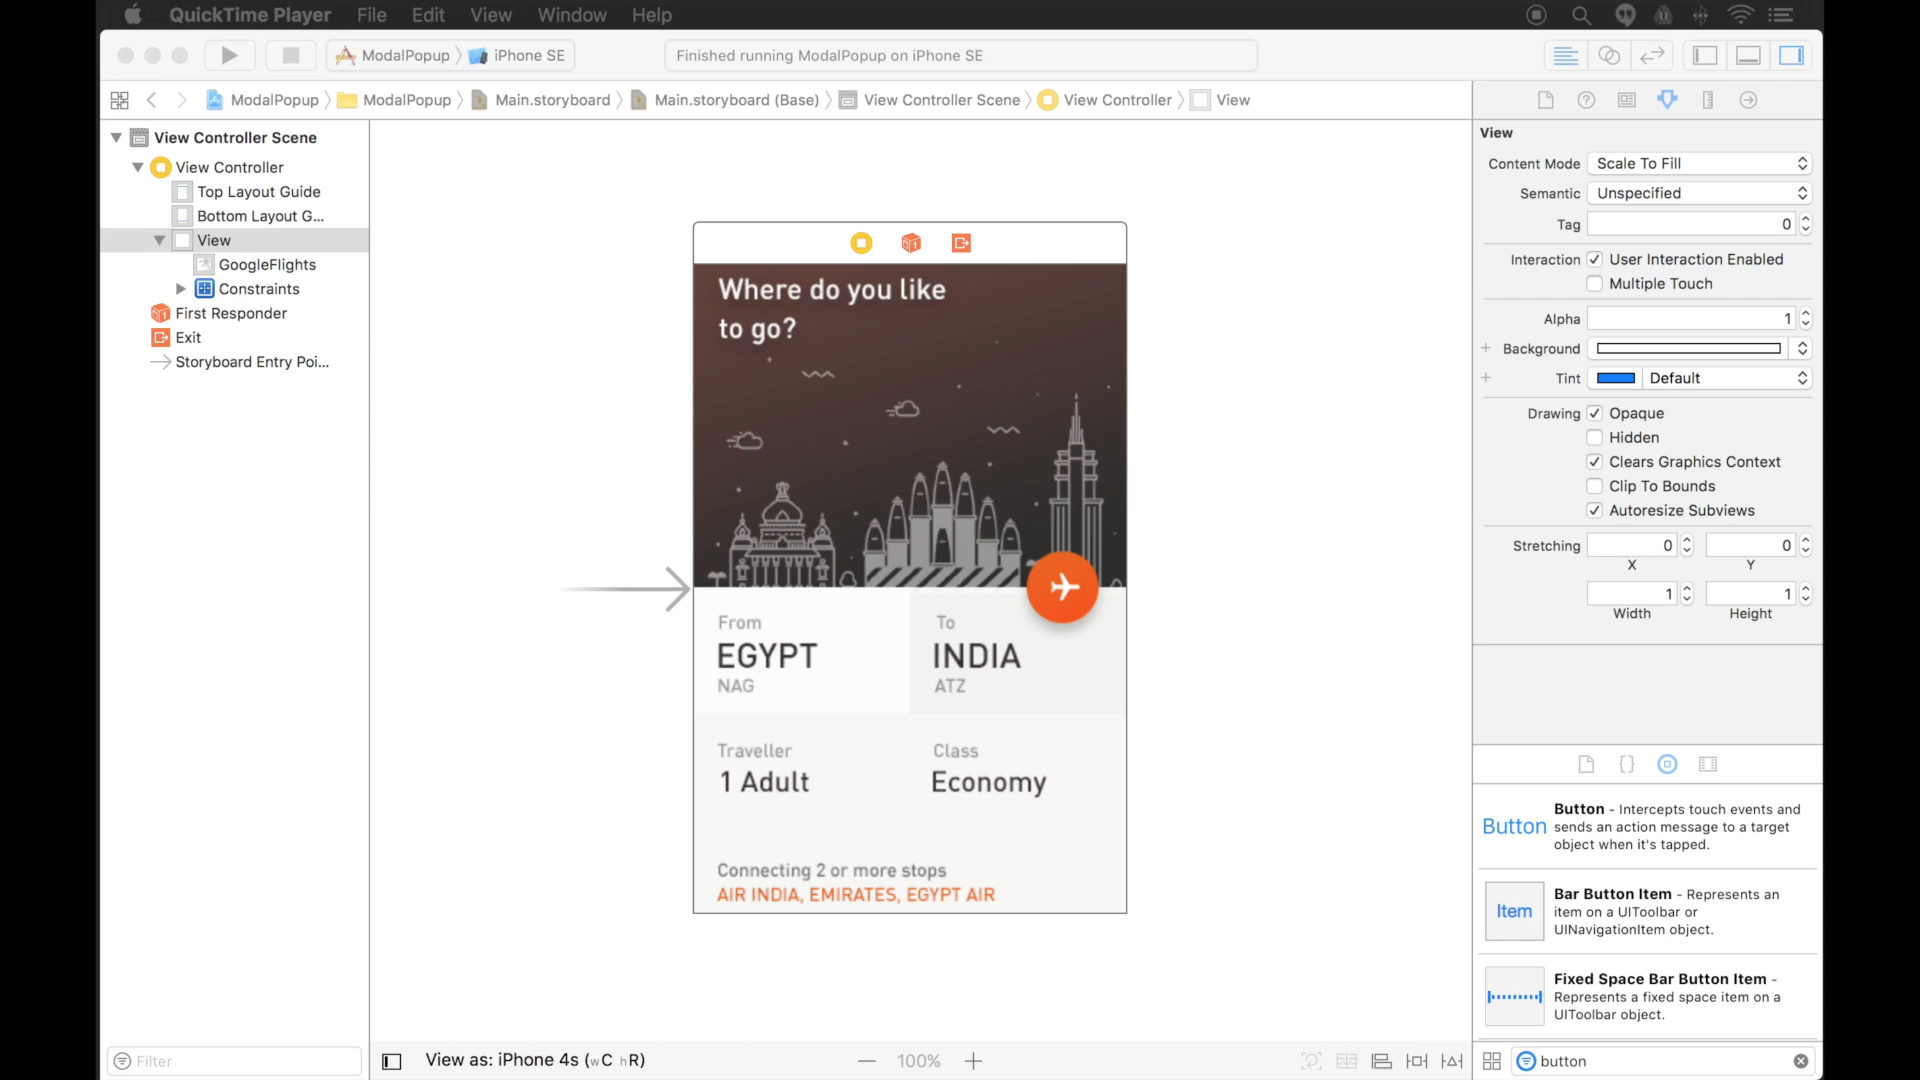 QuickTime Player File Edit View Window Help
ModalPopup iPhone SE
Finished running ModalPopup on iPhone SE
ModalPopup ModalPopup Main.storyboard Main.storyboard (Base) View Controller Scene View Controller View
View Controller Scene
View Controller
Top Layout Guide
Bottom Layout G...
View
GoogleFlights
Constraints
First Responder
Exit
Storyboard Entry Poi...
Filter
Where do you like
to go?
From
EGYPT
NAG
To
INDIA
ATZ
Traveller
1 Adult
Class
Economy
Connecting 2 or more stops
AIR INDIA, EMIRATES, EGYPT AIR
View as: iPhone 4s (wC hR)
100%
View
Content Mode Scale To Fill
Semantic Unspecified
Tag 0
Interaction User Interaction Enabled
Multiple Touch
Alpha 1
Background
Tint Default
Drawing Opaque
Hidden
Clears Graphics Context
Clip To Bounds
Autoresize Subviews
Stretching 0 0
X Y
1 1
Width Height
Button
Button - Intercepts touch events and
sends an action message to a target
object when it's tapped.
Item
Bar Button Item - Represents an
item on a UIToolbar or
UINavigationItem object.
Fixed Space Bar Button Item -
Represents a fixed space item on a
UIToolbar object.
button